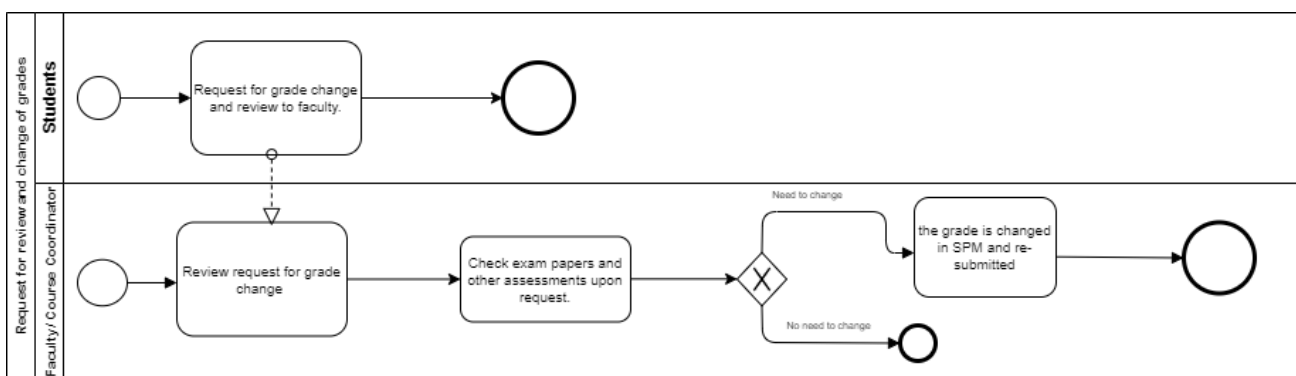 Request for review and change of grades
Students
Request for grade change
and review to faculty.
Faculty/ Course Coordinator
Review request for grade
change
Check exam papers and
other assessments upon
request.
Need to change
No need to change
the grade is changed
in SPM and re-
submitted